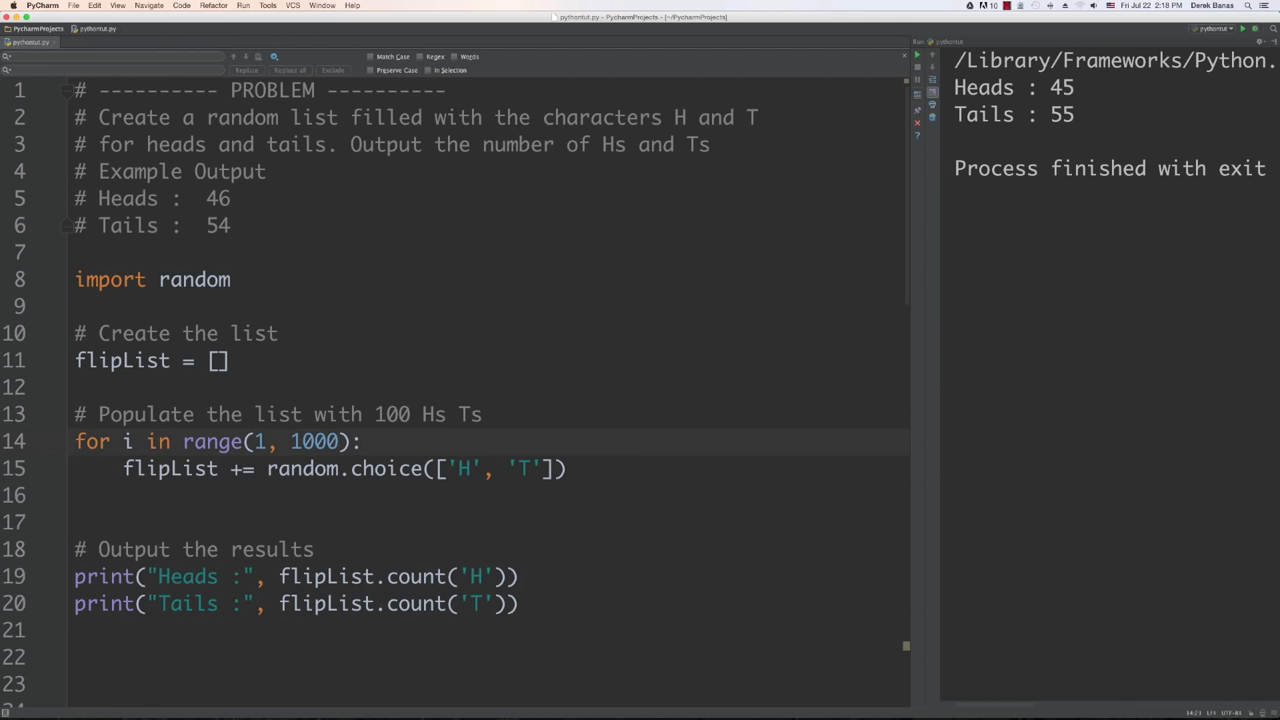 PyCharm File Edit View Navigate Code Refactor Run Tools VCS Window Help 10 Fri Jul 22 2:18 PM Derek Banas
pythontut.py - PycharmProjects - [~/PycharmProjects]
PycharmProjects pythontut.py pythontut
pythontut.py Run: pythontut
Match Case Regex Words
Replace Replace all Exclude Preserve Case In Selection
1 # ---------- PROBLEM ----------
2 # Create a random list filled with the characters H and T
3 # for heads and tails. Output the number of Hs and Ts
4 # Example Output
5 # Heads :  46
6 # Tails :  54
7
8 import random
9
10 # Create the list
11 flipList = []
12
13 # Populate the list with 100 Hs Ts
14 for i in range(1, 1000):
15     flipList += random.choice(['H', 'T'])
16
17
18 # Output the results
19 print("Heads :", flipList.count('H'))
20 print("Tails :", flipList.count('T'))
21
22
23
/Library/Frameworks/Python.
Heads : 45
Tails : 55
Process finished with exit
14:23 LF÷ UTF-8÷